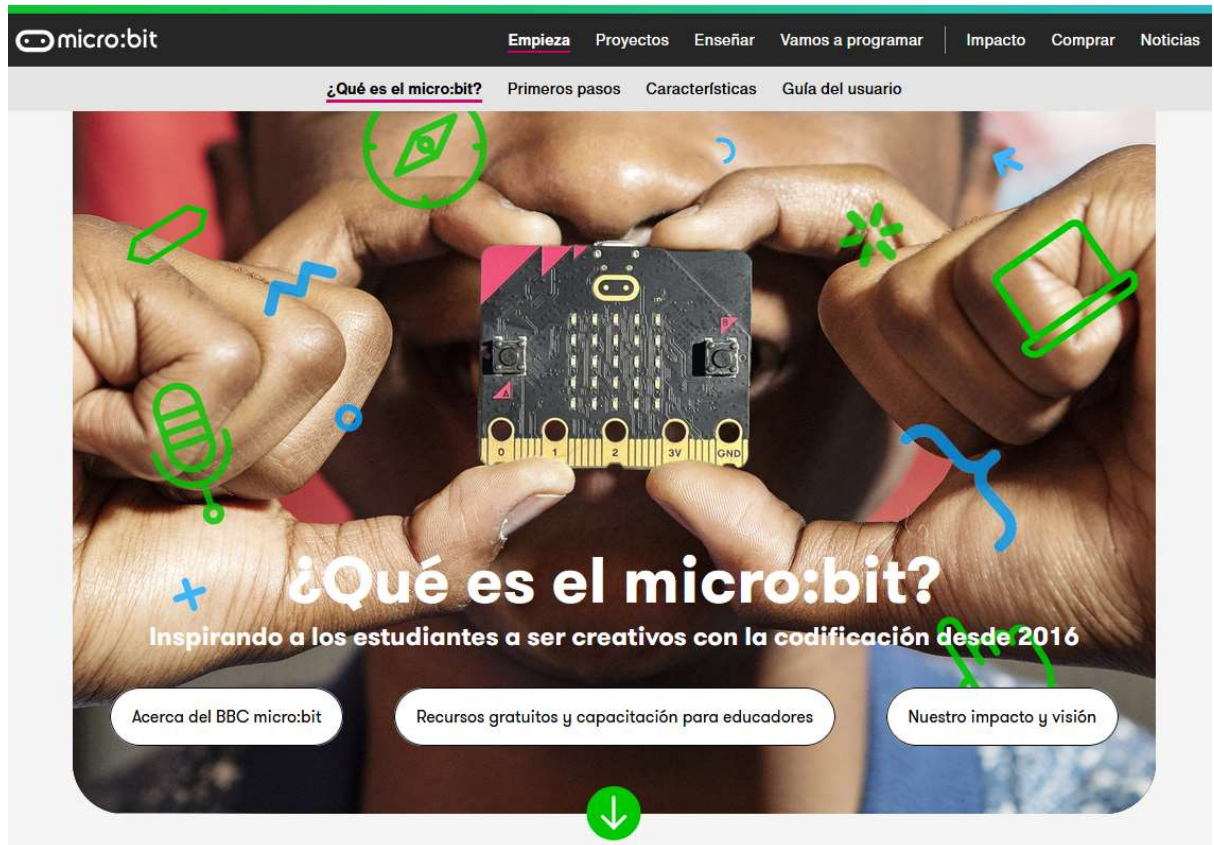 micro:bit
Empieza Proyectos Enseñar Vamos a programar Impacto Comprar Noticias
¿Qué es el micro:bit? Primeros pasos Características Guía del usuario
B
A
0 1 2 3V GND
¿Qué es el micro:bit?
Inspirando a los estudiantes a ser creativos con la codificación desde 2016
Acerca del BBC micro:bit Recursos gratuitos y capacitación para educadores Nuestro impacto y visión